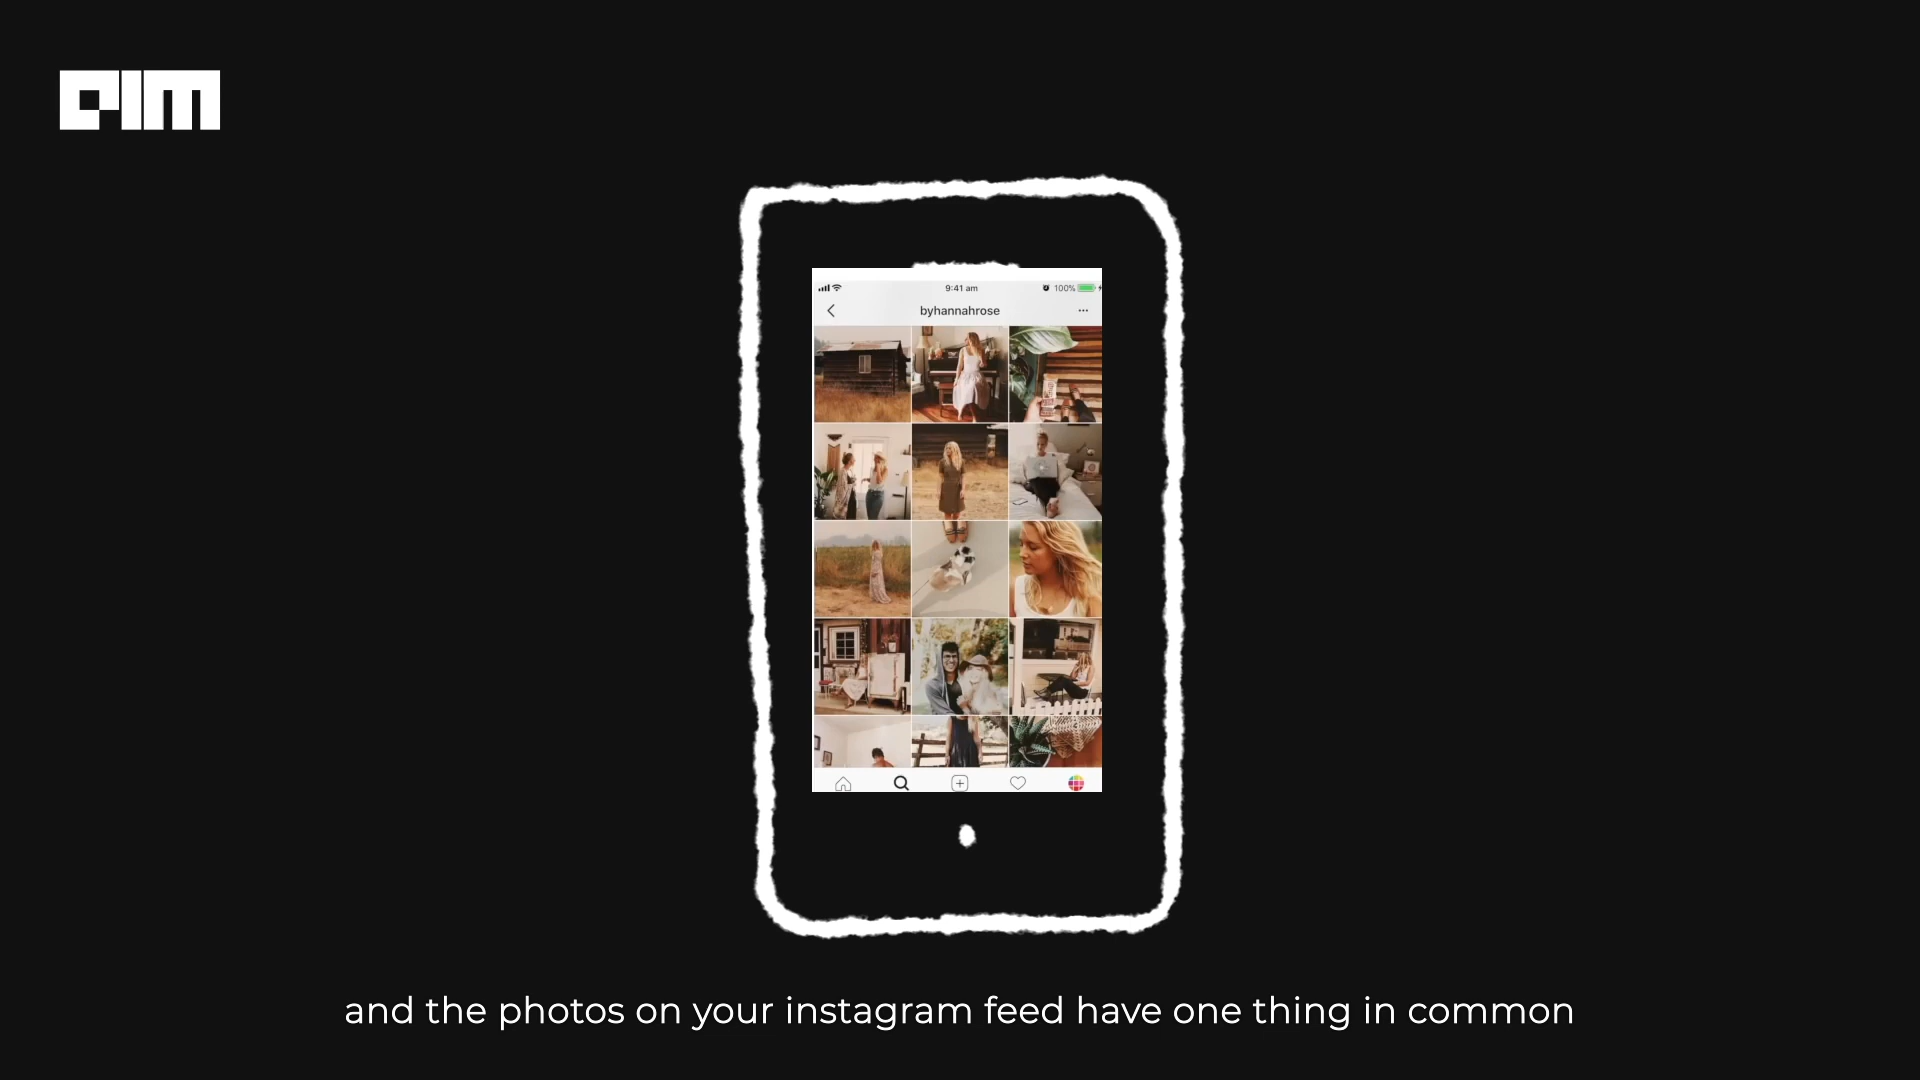 aim
9:41 am
100%
byhannahrose
and the photos on your instagram feed have one thing in common